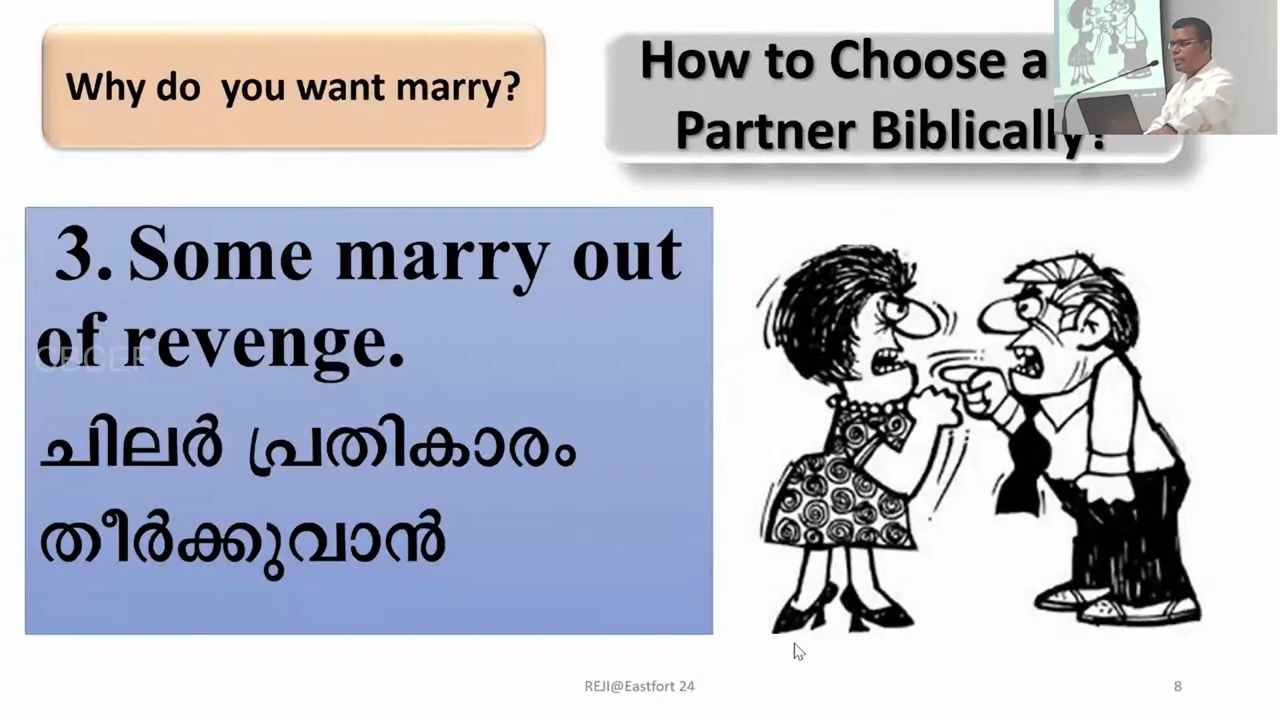 Why do you want marry?
How to Choose a
Partner Biblically?
3. Some marry out
of revenge.
CBCEF
ചിലർ പ്രതികാരം
തീർക്കുവാൻ
REJI@Eastfort 24
8